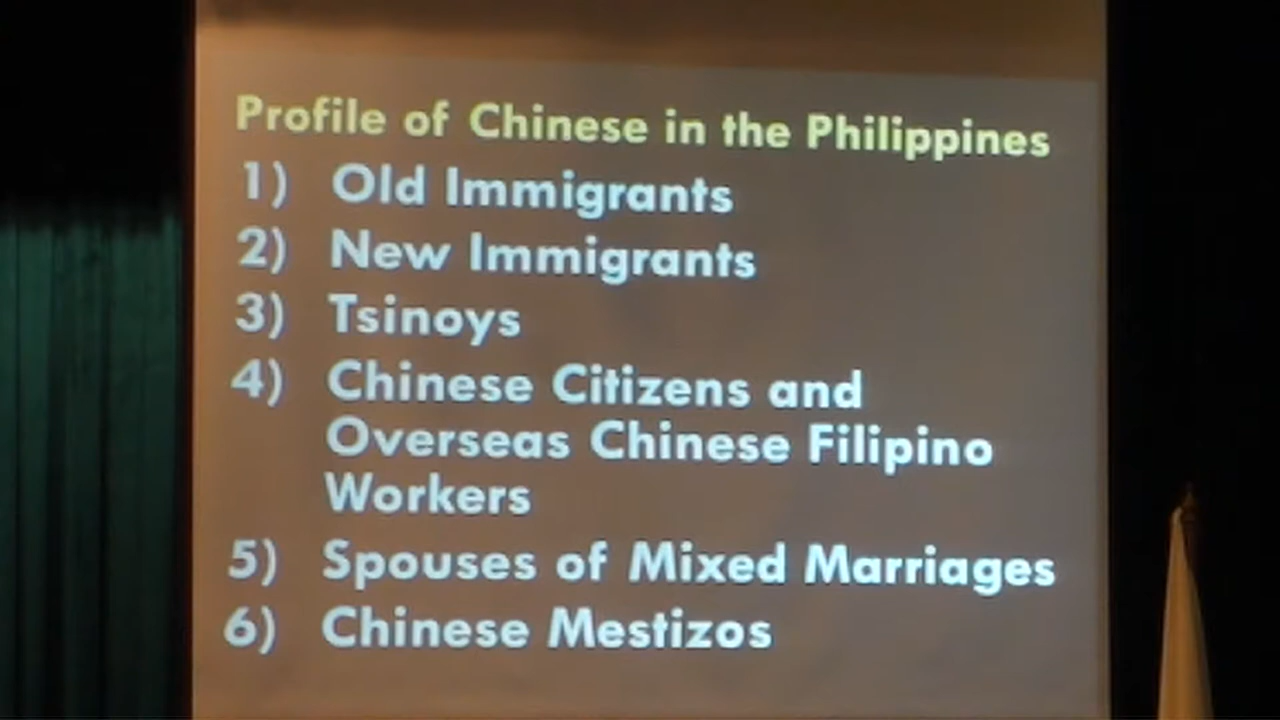 Profile of Chinese in the Philippines
1) Old Immigrants
2) New Immigrants
3) Tsinoys
4) Chinese Citizens and
Overseas Chinese Filipino
Workers
5) Spouses of Mixed Marriages
6) Chinese Mestizos